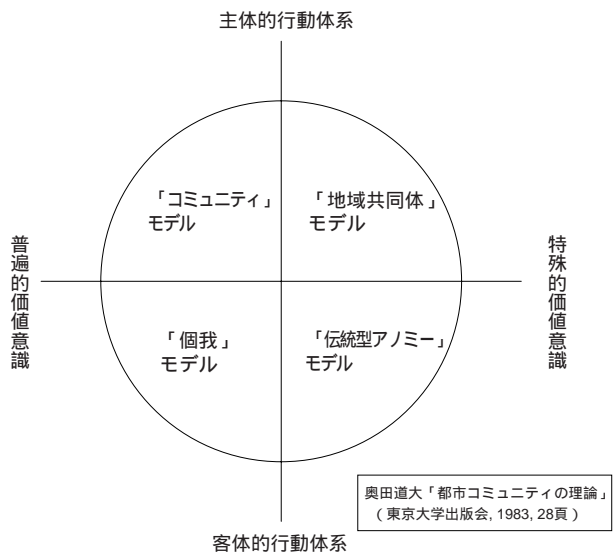 主体的行動体系
「コミュニティ」
モデル
「地域共同体」
モデル
普遍的価値意識
特殊的価値意識
「個我」
モデル
「伝統型アノミー」
モデル
奥田道大「都市コミュニティの理論」
（東京大学出版会, 1983, 28頁）
客体的行動体系